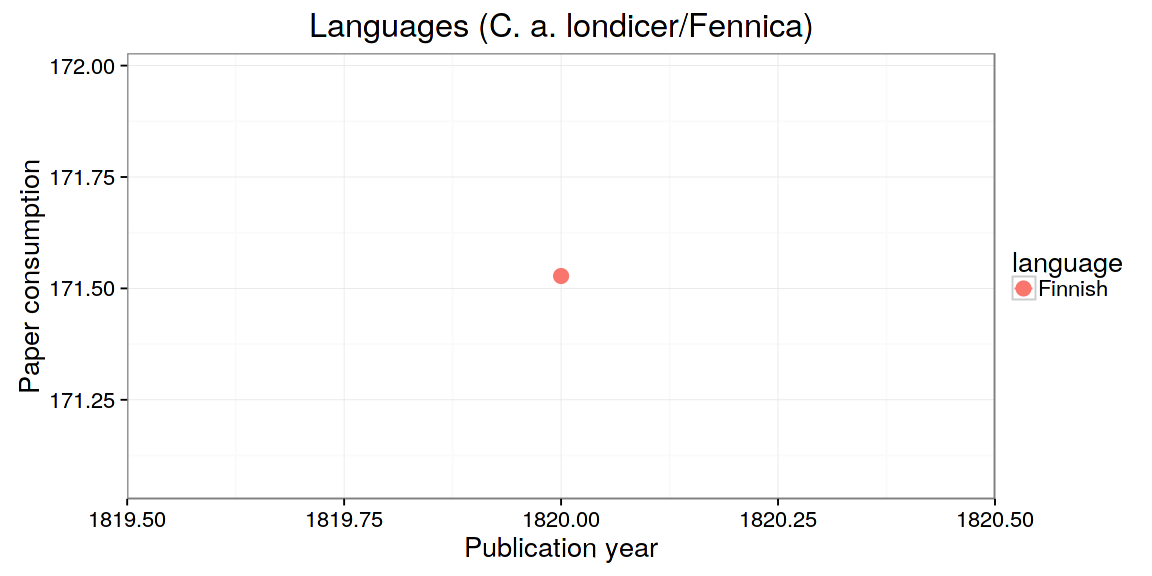 Languages (C. a. londicer/Fennica)
172.00
171.75
171.50
171.25
Paper consumption
1819.50 1819.75 1820.00 1820.25 1820.50
Publication year
language
Finnish